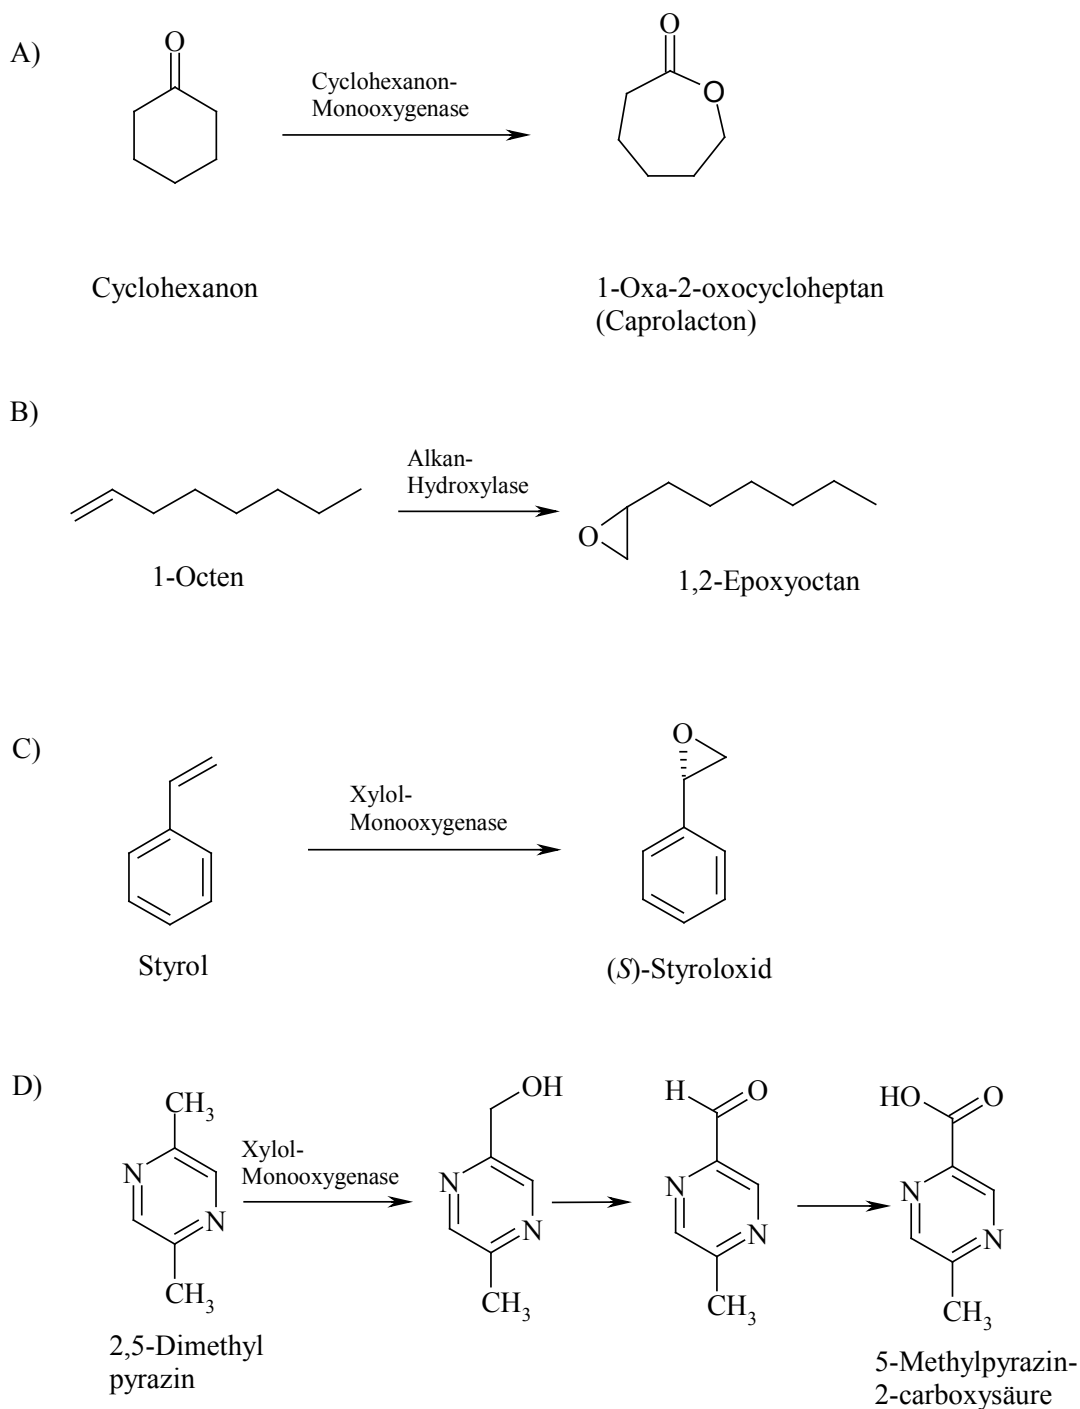 A)
O
Cyclohexanon-
Monooxygenase
O
O
Cyclohexanon
1-Oxa-2-oxocycloheptan
(Caprolacton)
B)
Alkan-
Hydroxylase
O
1-Octen
1,2-Epoxyoctan
C)
Xylol-
Monooxygenase
O
Styrol
(S)-Styroloxid
D)
CH3
N
N
CH3
Xylol-
Monooxygenase
OH
N
N
CH3
H
O
N
N
CH3
HO
O
N
N
CH3
2,5-Dimethyl
pyrazin
5-Methylpyrazin-
2-carboxysäure